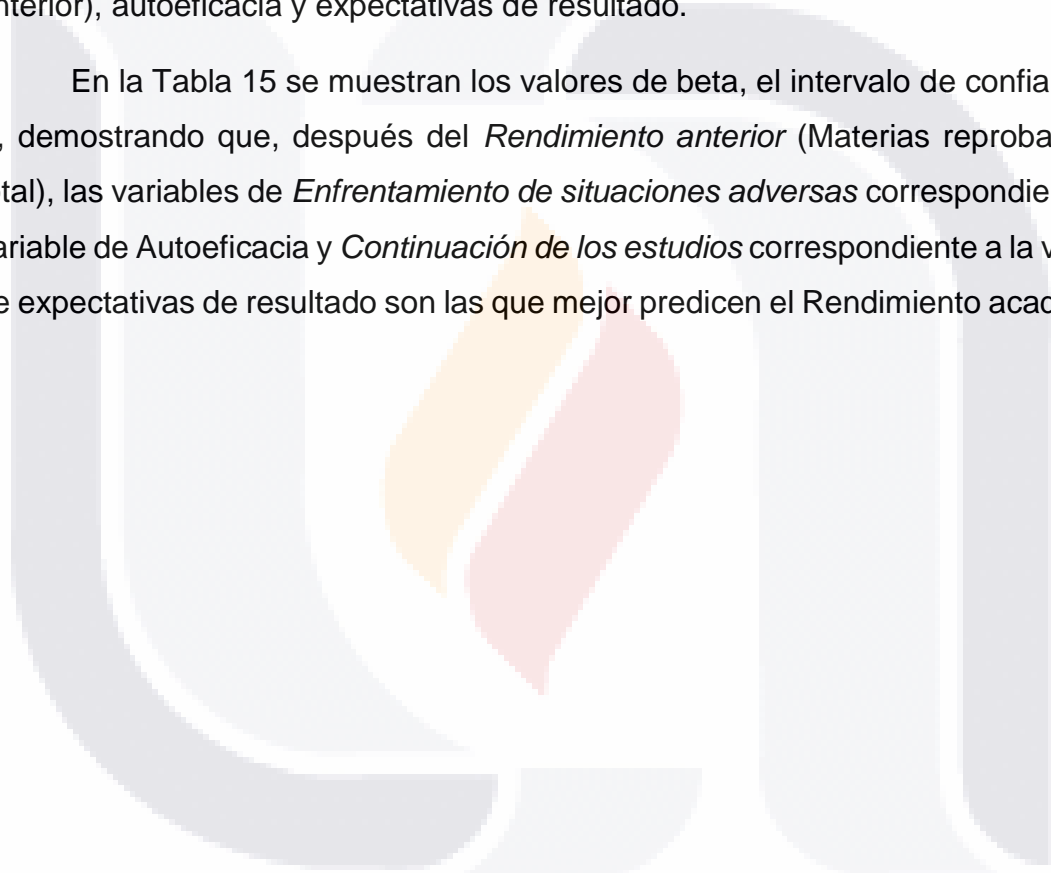 nterior), autoeficacia y expectativas de resultado.
En la Tabla 15 se muestran los valores de beta, el intervalo de confia
, demostrando que, después del Rendimiento anterior (Materias reproba
tal), las variables de Enfrentamiento de situaciones adversas correspondie
ariable de Autoeficacia y Continuación de los estudios correspondiente a la v
e expectativas de resultado son las que mejor predicen el Rendimiento acad